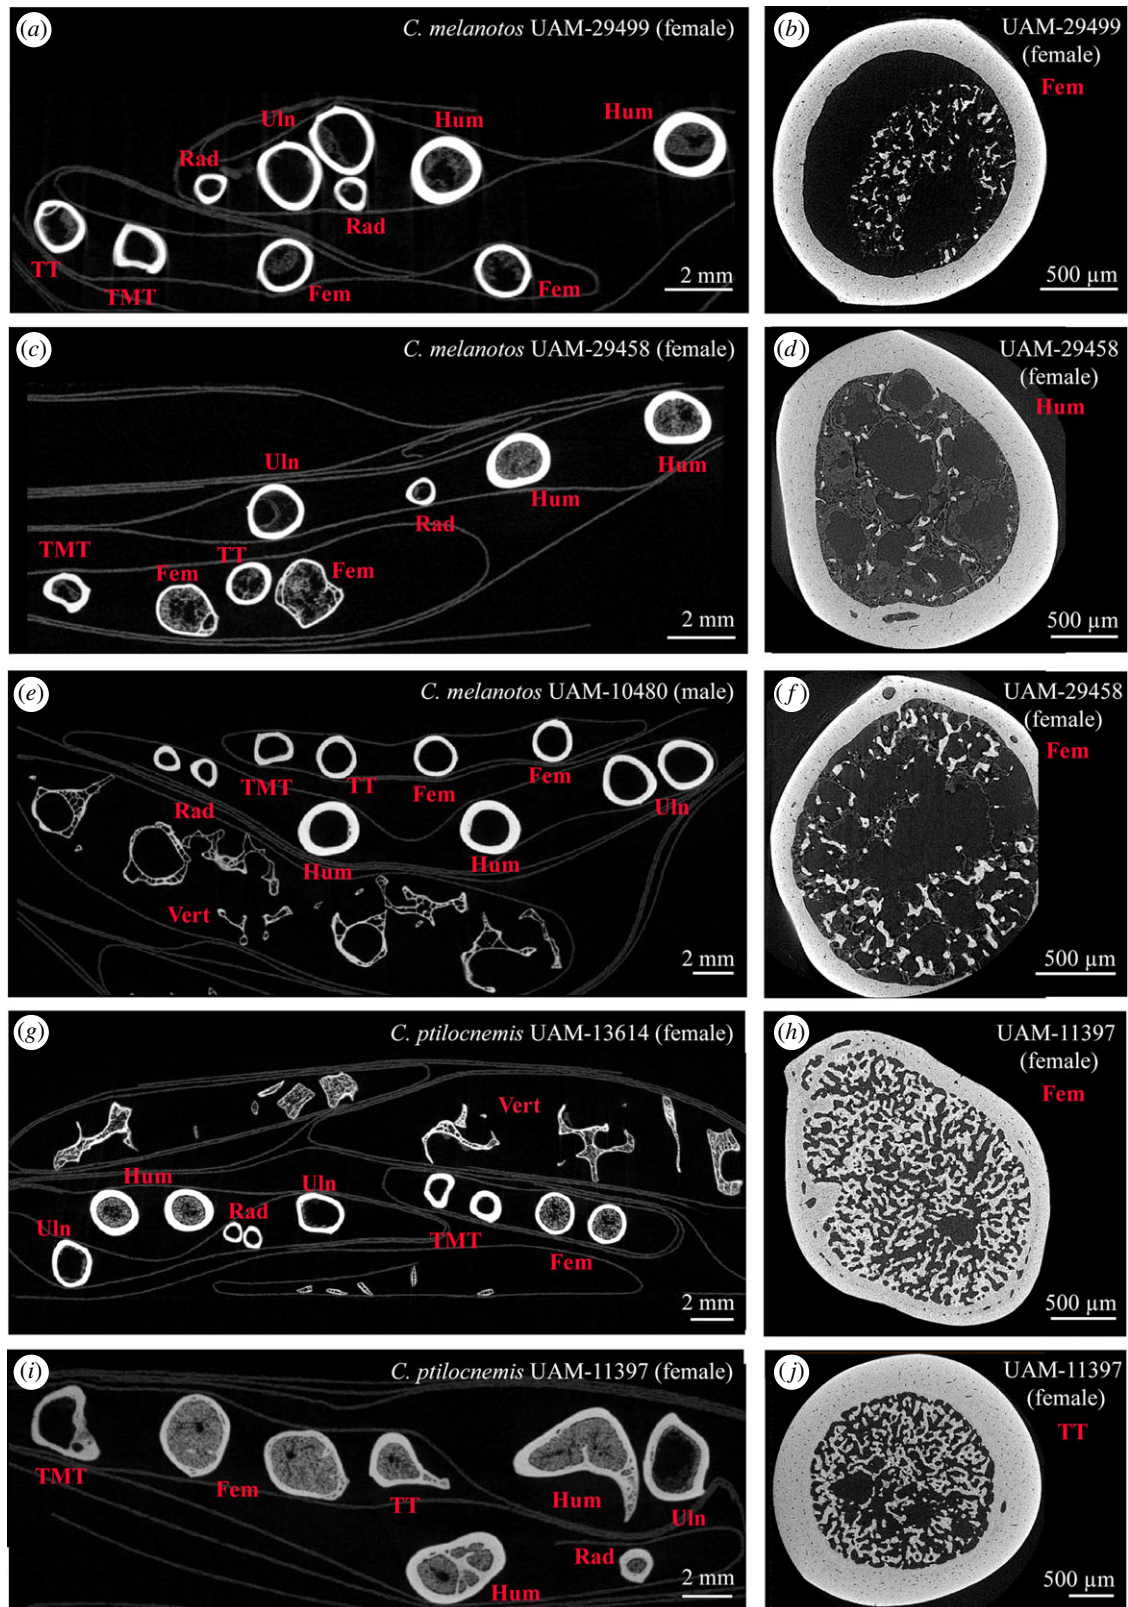 (a)
C. melanotos UAM-29499 (female)
Uln
Hum
Hum
Rad
Rad
TT
TMT
Fem
Fem
2 mm
(b)
UAM-29499
(female)
Fem
500 µm
(c)
C. melanotos UAM-29458 (female)
Uln
Hum
Rad
Hum
TMT
TT
Fem
Fem
2 mm
(d)
UAM-29458
(female)
Hum
500 µm
(e)
C. melanotos UAM-10480 (male)
TMT
TT
Fem
Fem
Uln
Rad
Hum
Hum
Vert
2 mm
(f)
UAM-29458
(female)
Fem
500 µm
(g)
C. ptilocnemis UAM-13614 (female)
Vert
Hum
Uln
Rad
Uln
TMT
Fem
2 mm
(h)
UAM-11397
(female)
Fem
500 µm
(i)
C. ptilocnemis UAM-11397 (female)
TMT
Fem
TT
Hum
Uln
Rad
Hum
2 mm
(j)
UAM-11397
(female)
TT
500 µm